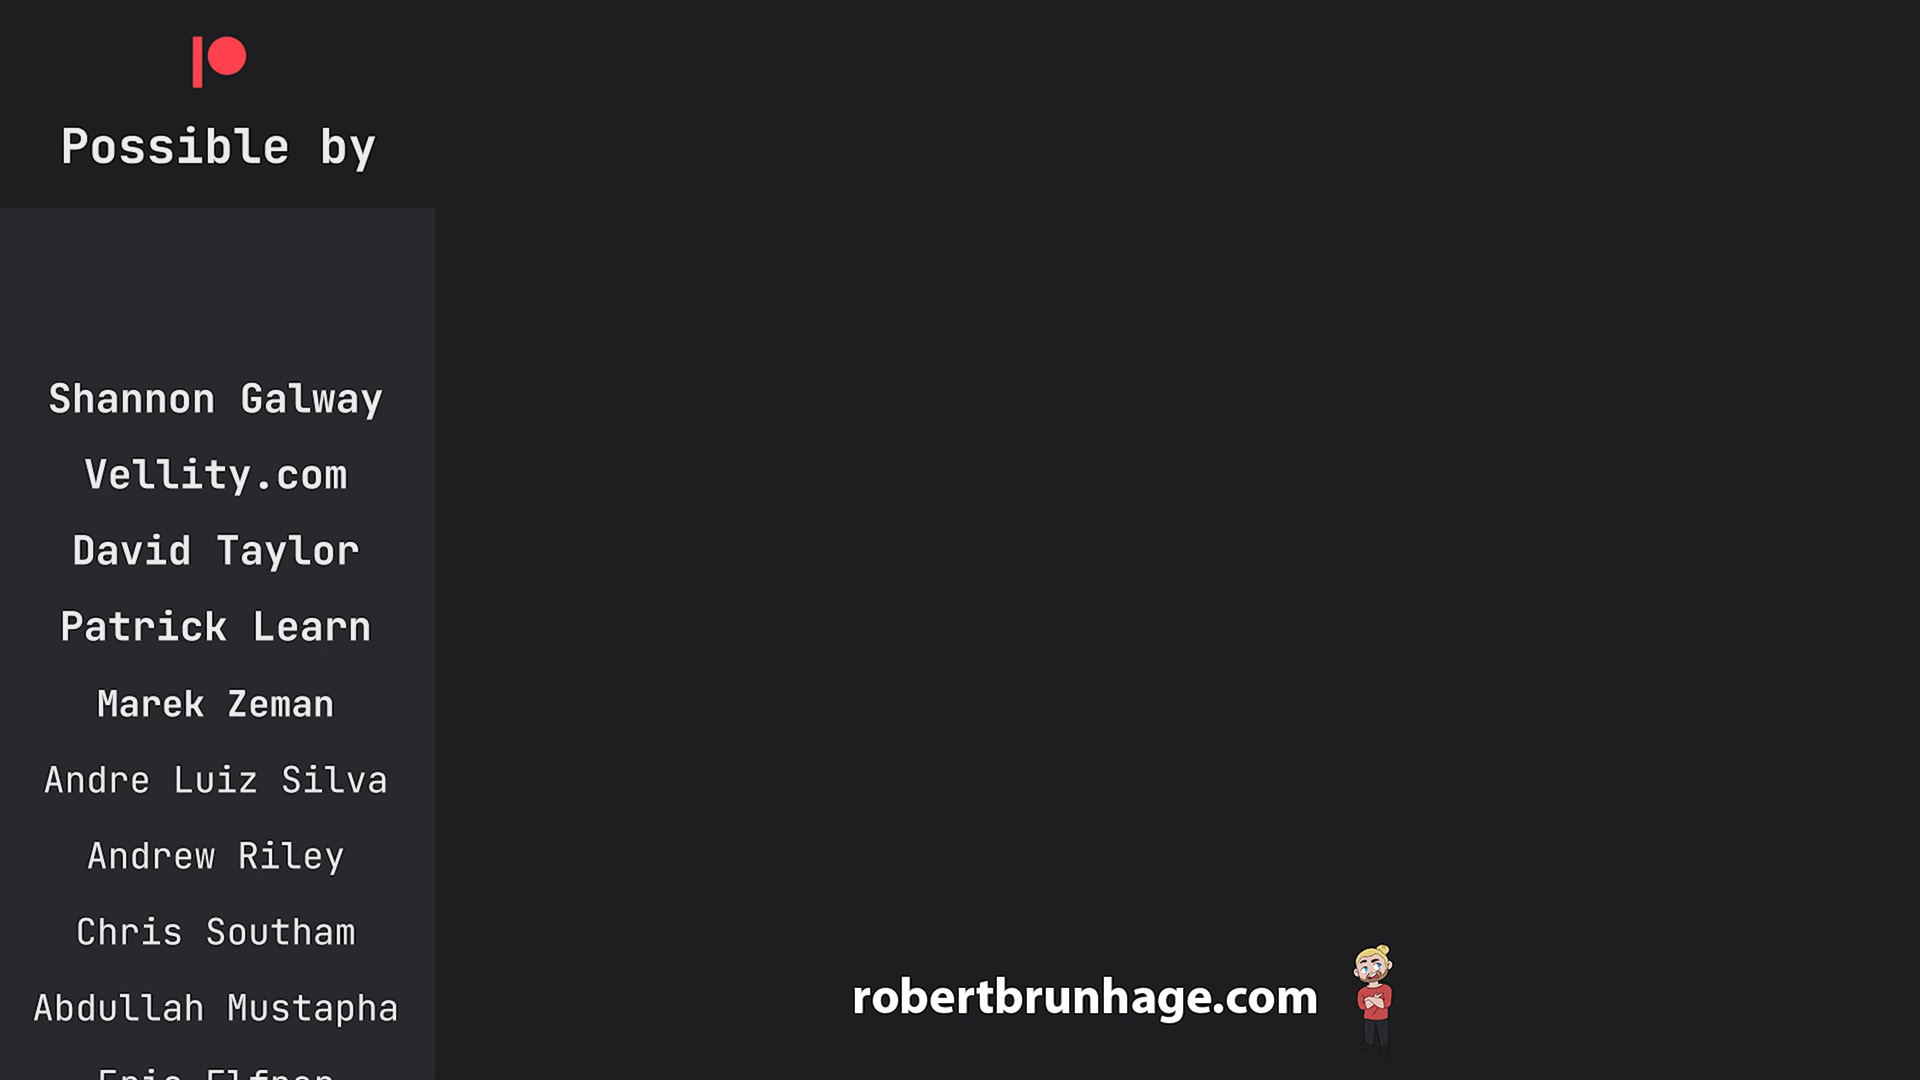 Possible by
Shannon Galway
Vellity.com
David Taylor
Patrick Learn
Marek Zeman
Andre Luiz Silva
Andrew Riley
Chris Southam
Abdullah Mustapha
robertbrunhage.com